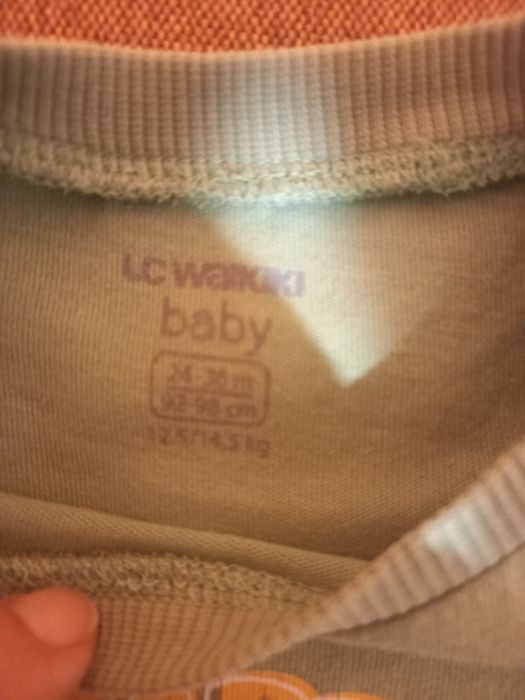 LC Waikiki
baby
24-36 m
92-98 cm
12.5/14.5 kg